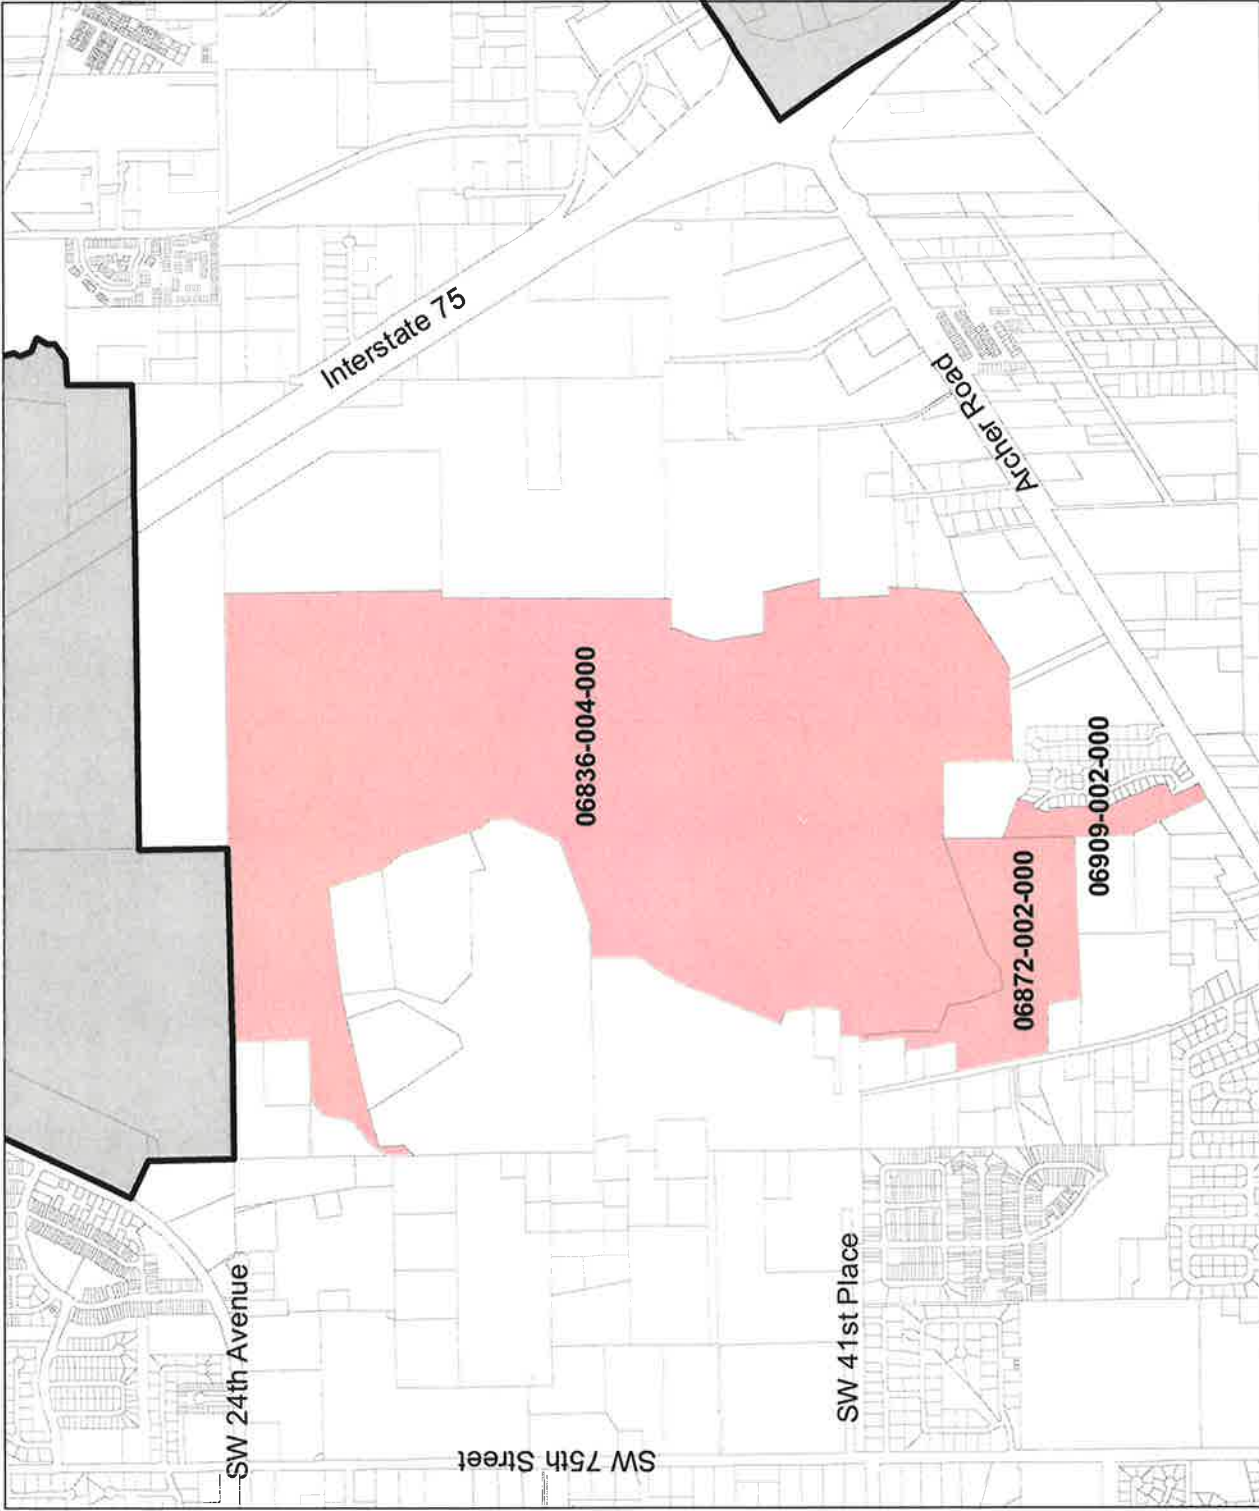 Interstate 75
Archer Road
06836-004-000
06909-002-000
06872-002-000
SW 24th Avenue
SW 41st Place
SW 75th Street